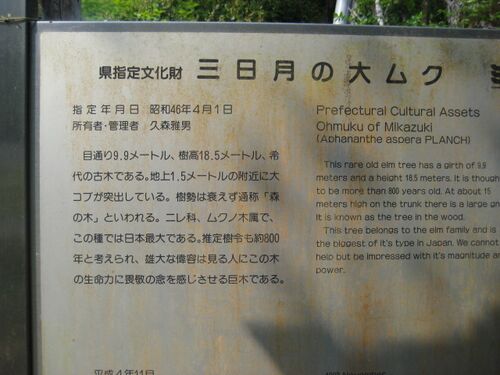 県指定文化財 三日月の大ムク
指定年月日 昭和46年4月1日
所有者・管理者 久森雅男
目通り9.9メートル、樹高18.5メートル、希
代の古木である。地上1.5メートルの附近に大
コブが突出している。樹勢は衰えず通称「森
の木」といわれる。ニレ科、ムクノ木属で、
この種では日本最大である。推定樹令も約800
年と考えられ、雄大な偉容は見る人にこの木
の生命力に畏敬の念を感じさせる巨木である。
平成4年11月
Prefectural Cultural Assets
Ohmuku of Mikazuki
(Aphananthe aspera PLANCH)
This rare old elm tree has a girth of 9.9
meters and a height 18.5 meters. It is though
to be more than 800 years old. At about 15
meters high on the trunk there is a large
It is known as the tree in the wood.
This tree belongs to the elm family and is
the biggest of it's type in Japan. We cannot
help but be impressed with it's magnitude
power.